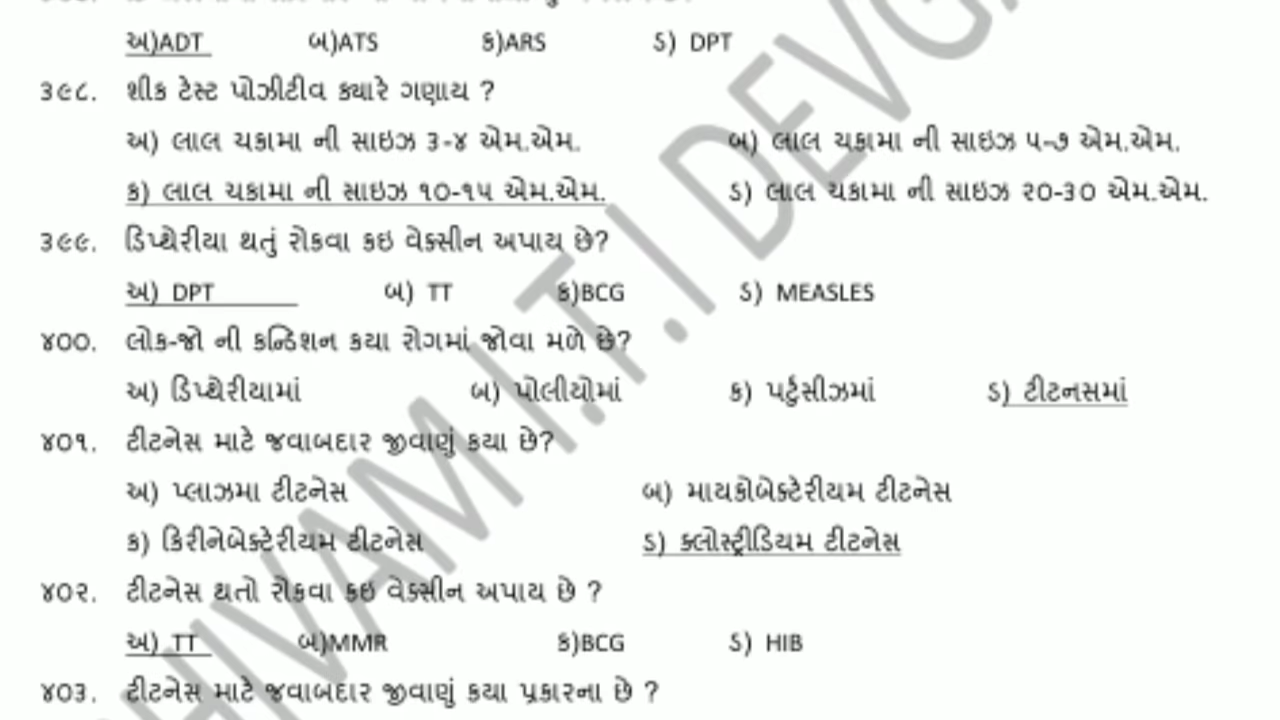 અ)ADT બ)ATS ક)ARS ડ) DPT
૩૯૮. શીક ટેસ્ટ પોઝીટીવ ક્યારે ગણાય ?
અ) લાલ ચકામા ની સાઇઝ ૩-૪ એમ.એમ. બ) લાલ ચકામા ની સાઇઝ ૫-૭ એમ.એમ.
ક) લાલ ચકામા ની સાઇઝ ૧૦-૧૫ એમ.એમ. ડ) લાલ ચકામા ની સાઇઝ ૨૦-૩૦ એમ.એમ.
૩૯૯. ડિપ્થેરીયા થતું રોકવા કઇ વેક્સીન અપાય છે?
અ) DPT બ) TT ક)BCG ડ) MEASLES
૪૦૦. લોક-જો ની કન્ડિશન કયા રોગમાં જોવા મળે છે?
અ) ડિપ્થેરીયામાં બ) પોલીયોમાં ક) પર્ટુસીઝમાં ડ) ટીટનસમાં
૪૦૧. ટીટનેસ માટે જવાબદાર જીવાણું કયા છે?
અ) પ્લાઝમા ટીટનેસ બ) માયકોબેક્ટેરીયમ ટીટનેસ
ક) કિરીનેબેક્ટેરીયમ ટીટનેસ ડ) ક્લોસ્ટ્રીડિયમ ટીટનેસ
૪૦૨. ટીટનેસ થતો રોકવા કઇ વેક્સીન અપાય છે ?
અ) TT બ)MMR ક)BCG ડ) HIB
૪૦૩. ટીટનેસ માટે જવાબદાર જીવાણું કયા પ્રકારના છે ?